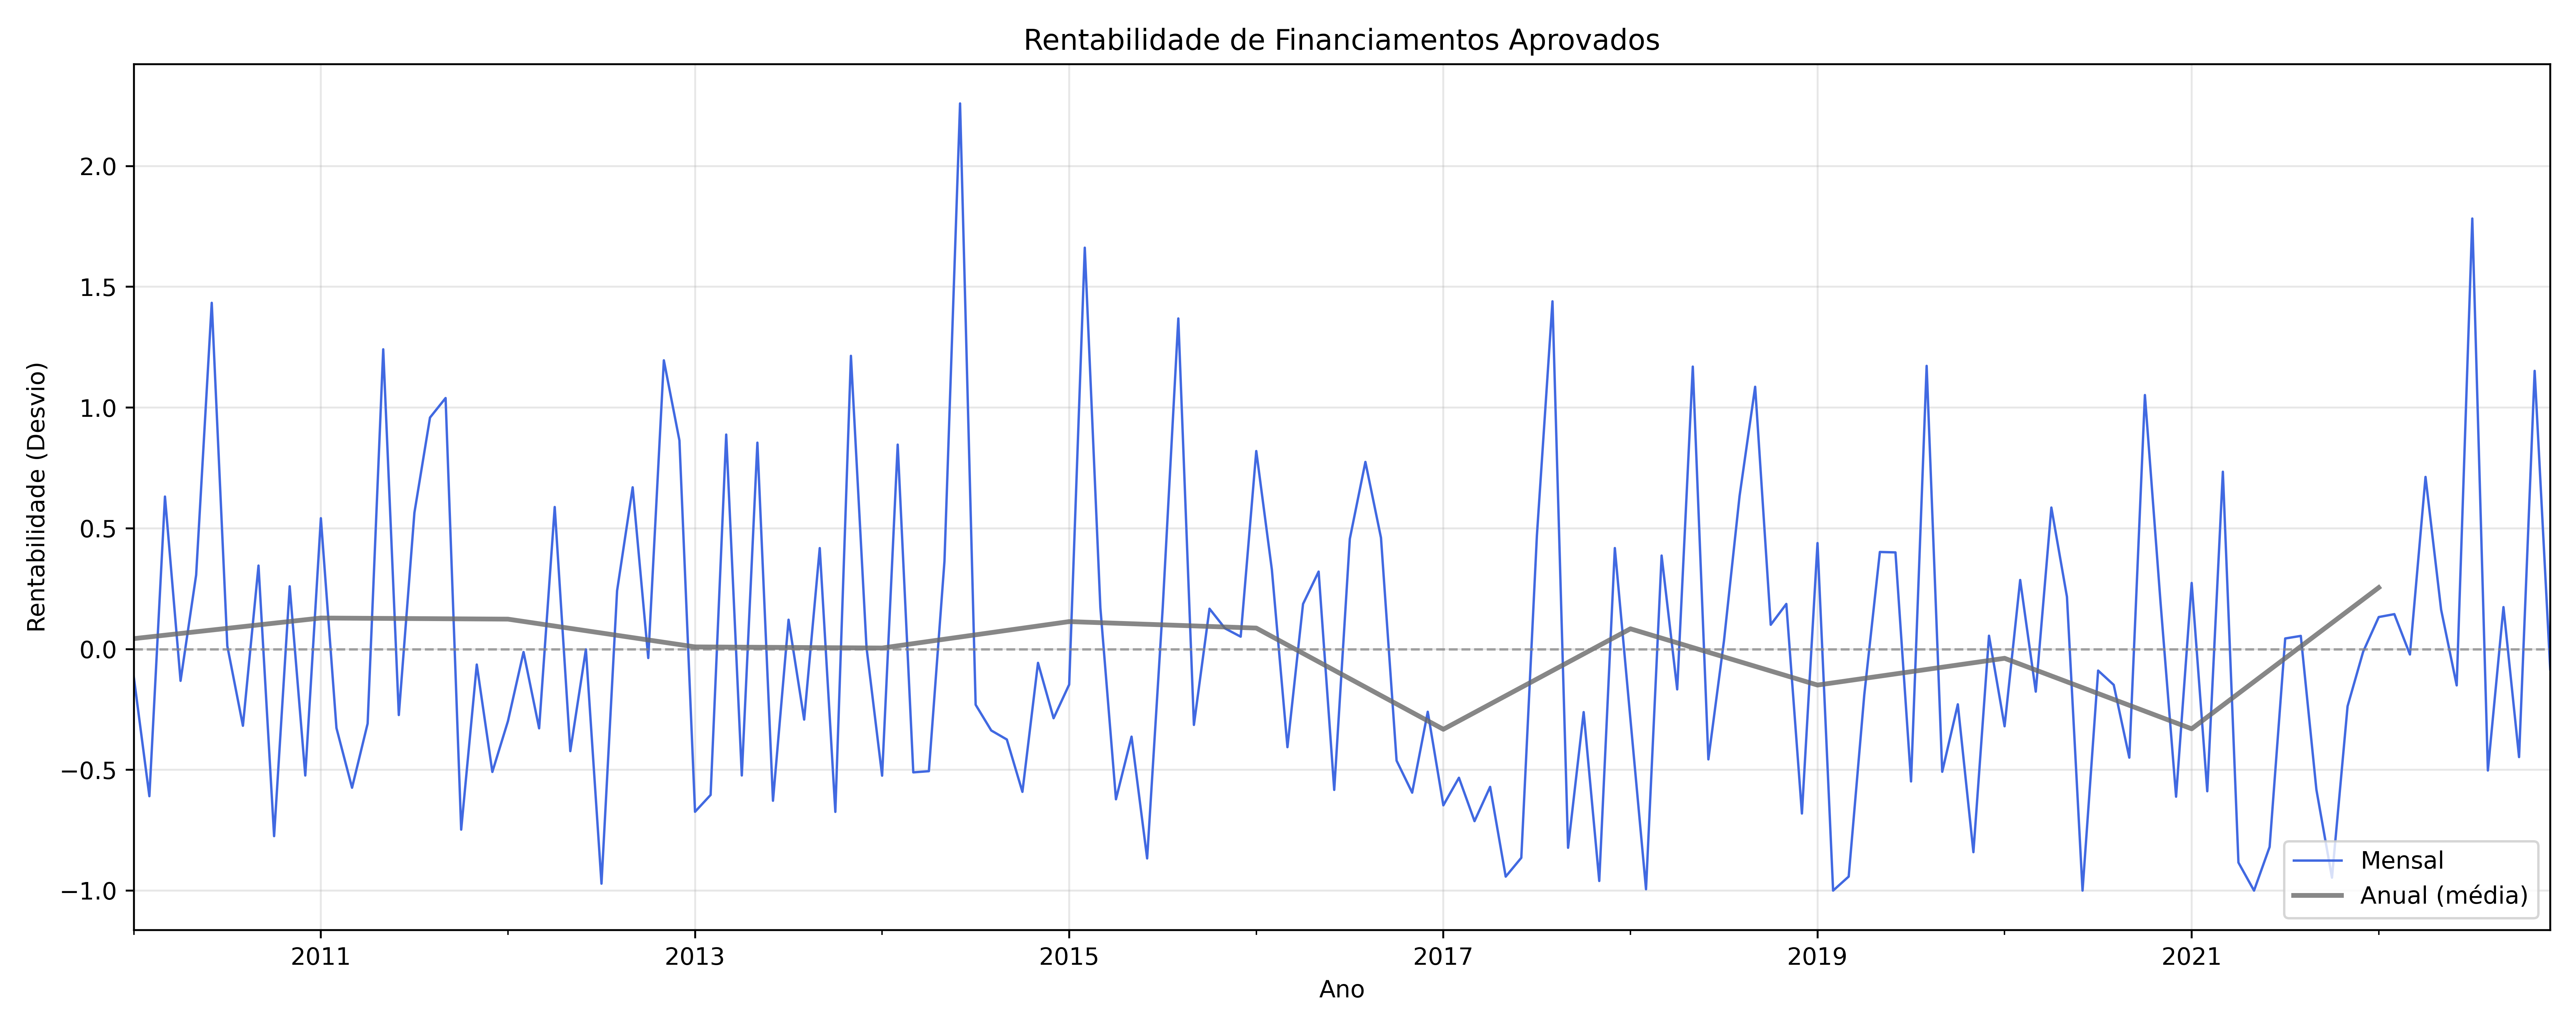 Rentabilidade de Financiamentos Aprovados
Rentabilidade (Desvio)
2.0
1.5
1.0
0.5
0.0
−0.5
−1.0
2011
2013
2015
2017
2019
2021
Ano
Mensal
Anual (média)